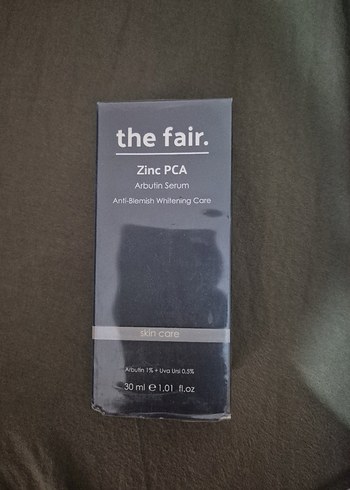 the fair.
Zinc PCA
Arbutin Serum
Anti-Blemish Whitening Care
skin care
Arbutin 1% + Uva Ursi 0,5%
30 ml ℮ 1.01 fl.oz